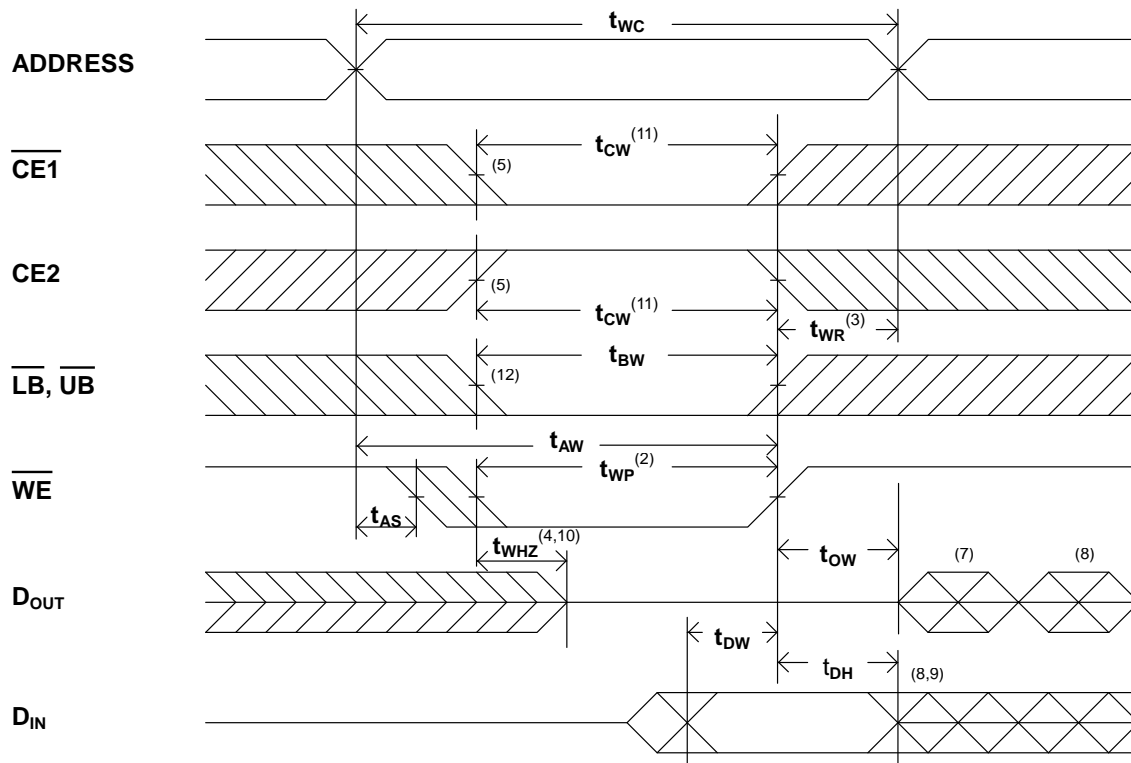 tWC
ADDRESS
tCW(11)
CE1
(5)
CE2
(5)
tCW(11)
tWR(3)
tBW
LB, UB
(12)
tAW
WE
tWP(2)
tAS
tWHZ(4,10)
tOW
(7)
(8)
DOUT
tDW
tDH
(8,9)
DIN